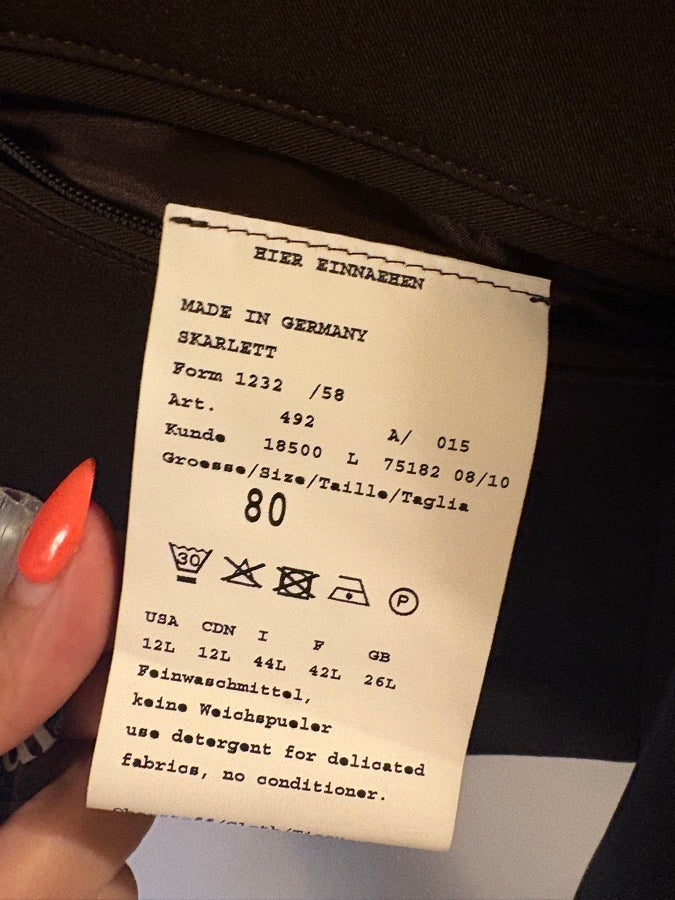 HIER EINNAEHEN
MADE IN GERMANY
SKARLETT
Form 1232 /58
Art. 492 A/ 015
Kunde 18500 L 75182 08/10
Groesse/Size/Taille/Taglia
80
30 P
USA CDN I F GB
12L 12L 44L 42L 26L
Feinwaschmittel,
keine Weichspueler
use detergent for delicated
fabrics, no conditioner.